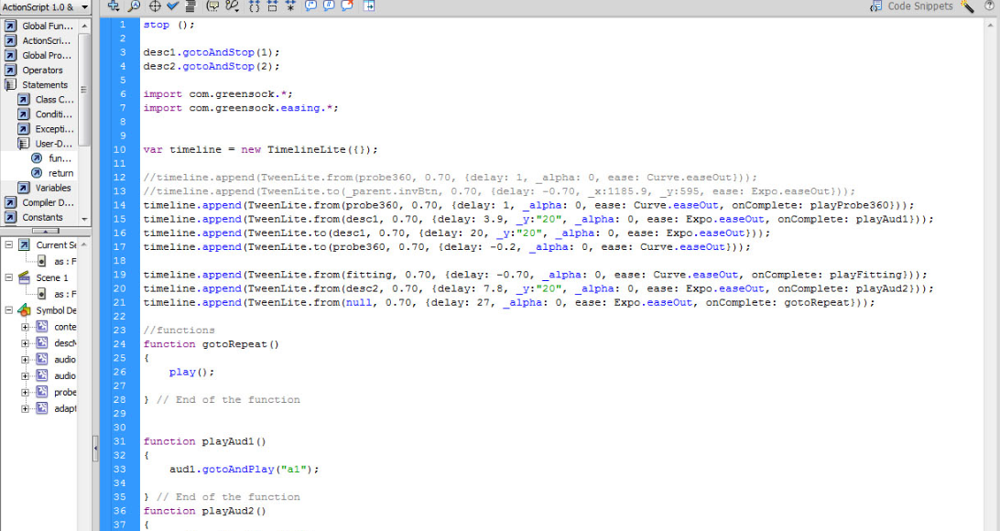 ActionScript 1.0 &
Code Snippets
Global Fun...
ActionScri...
Global Pro...
Operators
Statements
Class C...
Conditi...
Excepti...
User-D...
fun...
return
Variables
Compiler D...
Constants
Current Se
as : F
Scene 1
as : F
Symbol De
conte
descN
audio
audio
probe
adapt
1 stop ();
2
3 desc1.gotoAndStop(1);
4 desc2.gotoAndStop(2);
5
6 import com.greensock.*;
7 import com.greensock.easing.*;
8
9
10 var timeline = new TimelineLite({});
11
12 //timeline.append(TweenLite.from(probe360, 0.70, {delay: 1, _alpha: 0, ease: Curve.easeOut}));
13 //timeline.append(TweenLite.to(_parent.invBtn, 0.70, {delay: -0.70, _x:1185.9, _y:595, ease: Expo.easeOut}));
14 timeline.append(TweenLite.from(probe360, 0.70, {delay: 1, _alpha: 0, ease: Curve.easeOut, onComplete: playProbe360}));
15 timeline.append(TweenLite.from(desc1, 0.70, {delay: 3.9, _y:"20", _alpha: 0, ease: Expo.easeOut, onComplete: playAud1}));
16 timeline.append(TweenLite.to(desc1, 0.70, {delay: 20, _y:"20", _alpha: 0, ease: Expo.easeOut}));
17 timeline.append(TweenLite.to(probe360, 0.70, {delay: -0.2, _alpha: 0, ease: Curve.easeOut}));
18
19 timeline.append(TweenLite.from(fitting, 0.70, {delay: -0.70, _alpha: 0, ease: Curve.easeOut, onComplete: playFitting}));
20 timeline.append(TweenLite.from(desc2, 0.70, {delay: 7.8, _y:"20", _alpha: 0, ease: Expo.easeOut, onComplete: playAud2}));
21 timeline.append(TweenLite.from(null, 0.70, {delay: 27, _alpha: 0, ease: Expo.easeOut, onComplete: gotoRepeat}));
22
23 //functions
24 function gotoRepeat()
25 {
26 play();
27
28 } // End of the function
29
30
31 function playAud1()
32 {
33 aud1.gotoAndPlay("a1");
34
35 } // End of the function
36 function playAud2()
37 {